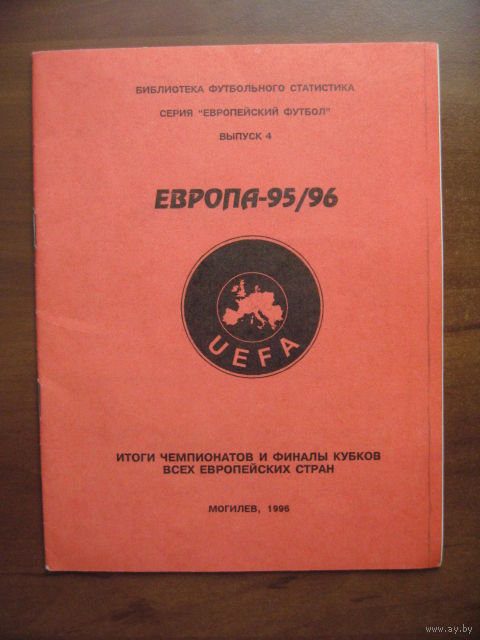 БИБЛИОТЕКА ФУТБОЛЬНОГО СТАТИСТИКА
СЕРИЯ "ЕВРОПЕЙСКИЙ ФУТБОЛ"
ВЫПУСК 4
ЕВРОПА-95/96
UEFA
ИТОГИ ЧЕМПИОНАТОВ И ФИНАЛЫ КУБКОВ
ВСЕХ ЕВРОПЕЙСКИХ СТРАН
МОГИЛЕВ, 1996
www.ay.by